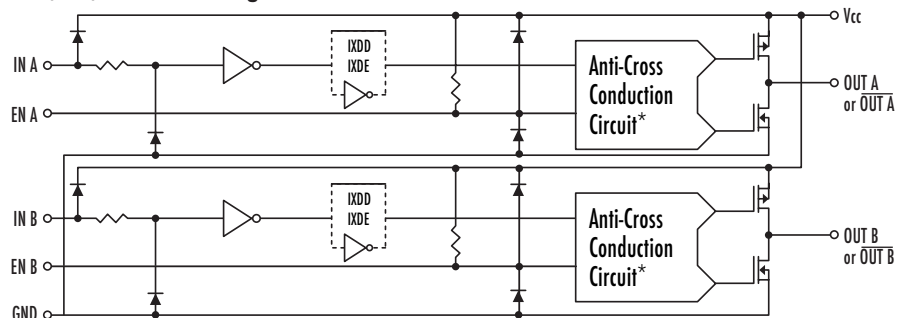 Vcc
IN A
IXDD
IXDE
Anti-Cross
Conduction
Circuit*
OUT A
or OUT A
EN A
IN B
IXDD
IXDE
Anti-Cross
Conduction
Circuit*
OUT B
or OUT B
EN B
GND